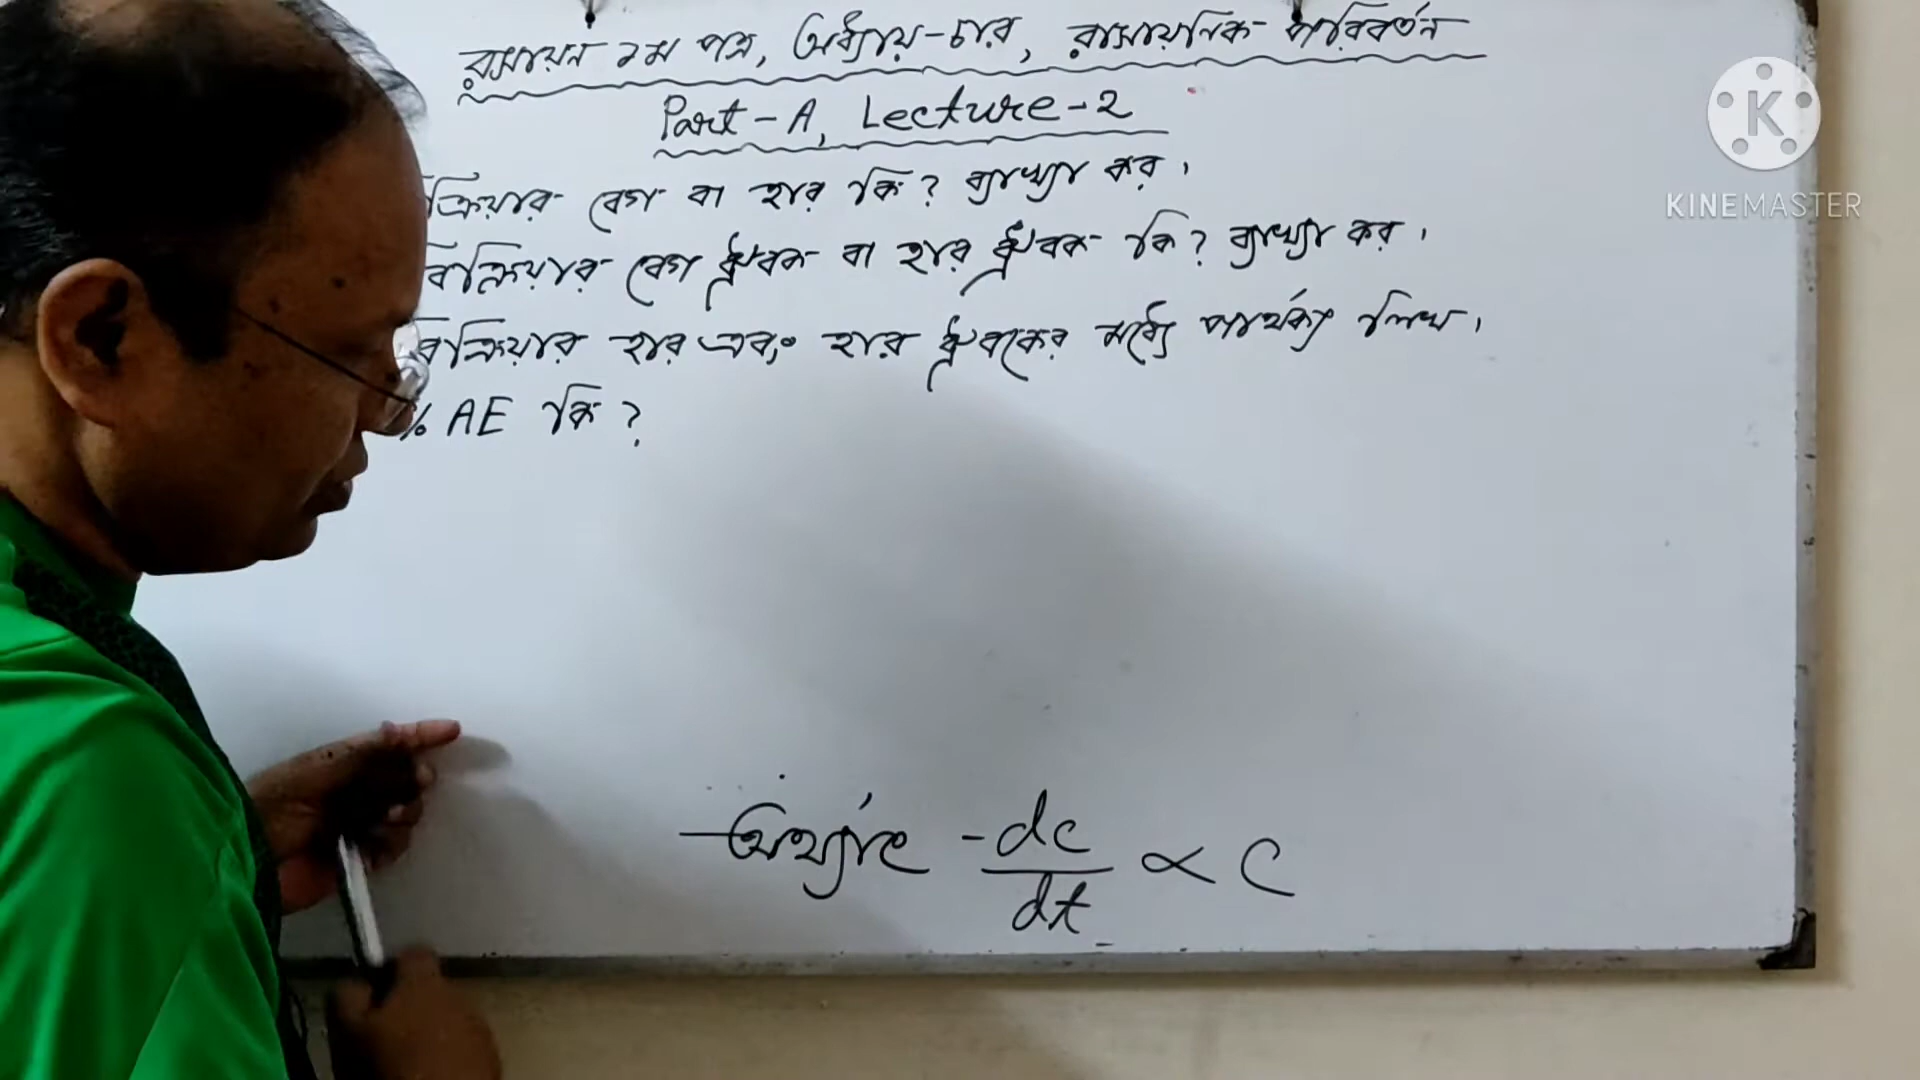 রসায়ন ১ম পত্র, অধ্যায়-চার, রাসায়নিক পরিবর্তন
Part-A, Lecture-2
ক্রিয়ার বেগ বা হার কি? ব্যাখ্যা কর।
বিক্রিয়ার বেগ ধ্রুবক বা হার ধ্রুবক কি? ব্যাখ্যা কর।
বিক্রিয়ার হার এবং হার ধ্রুবকের মধ্যে পার্থক্য লিখ।
% AE কি?
অর্থাৎ -dc/dt ∝ C
K
KINEMASTER